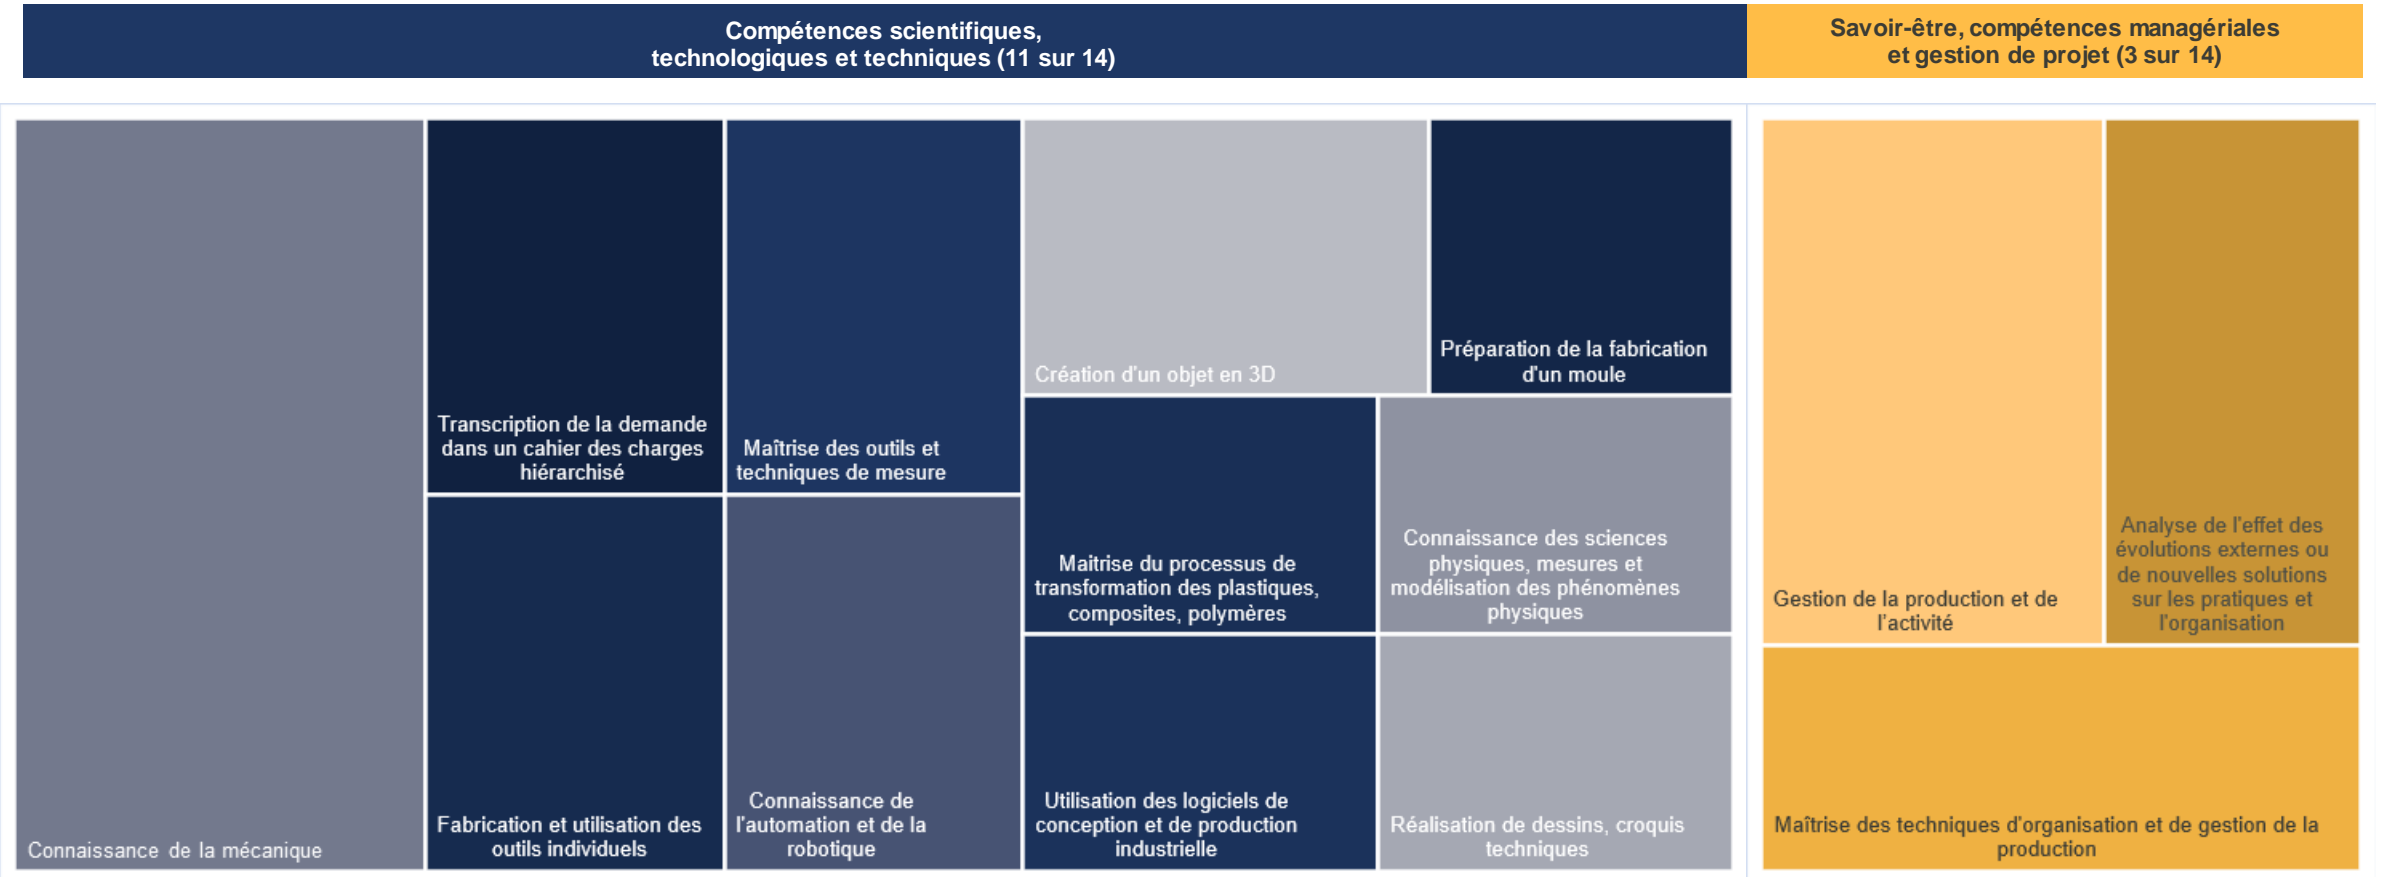 Compétences scientifiques,
technologiques et techniques (11 sur 14)
Savoir-être, compétences managériales
et gestion de projet (3 sur 14)
Connaissance de la mécanique
Transcription de la demande
dans un cahier des charges
hiérarchisé
Maîtrise des outils et
techniques de mesure
Création d'un objet en 3D
Préparation de la fabrication
d'un moule
Fabrication et utilisation des
outils individuels
Connaissance de
l'automation et de la
robotique
Maitrise du processus de
transformation des plastiques,
composites, polymères
Connaissance des sciences
physiques, mesures et
modélisation des phénomènes
physiques
Utilisation des logiciels de
conception et de production
industrielle
Réalisation de dessins, croquis
techniques
Gestion de la production et de
l'activité
Analyse de l'effet des
évolutions externes ou
de nouvelles solutions
sur les pratiques et
l'organisation
Maîtrise des techniques d'organisation et de gestion de la
production